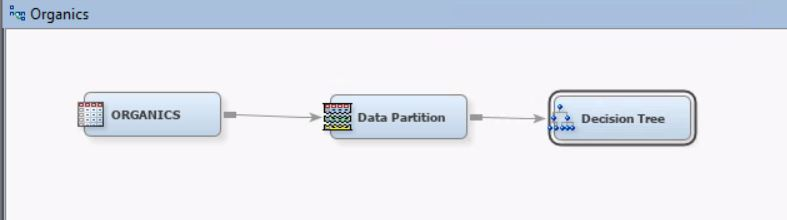 Organics
ORGANICS
Data Partition
Decision Tree